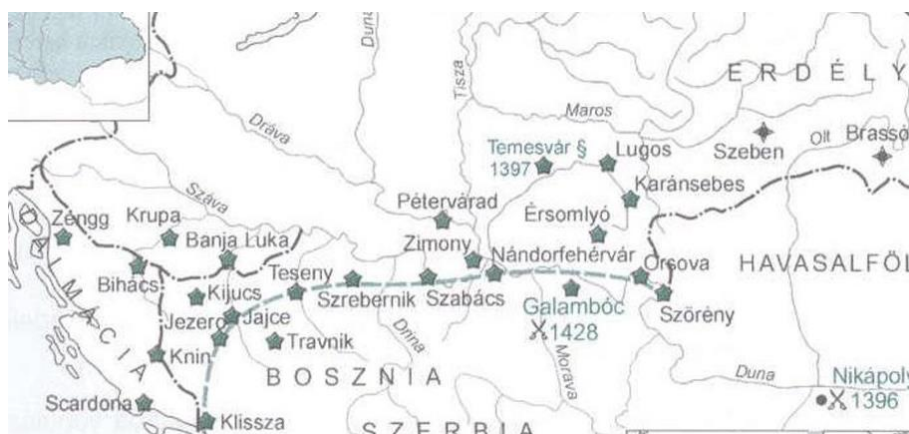 Duna
Tisza
ERDÉLY
Maros
Dráva
Temesvár §
1397
Lugos
Szeben
Olt
Brassó
Karánsebes
Száva
Pétervárad
Zengg
Krupa
Érsomlyó
Banja Luka
Zimony
Nándorfehérvár
Orsova
HAVASALFÖL
DALMÁCIA
Bihács
Teseny
Kijucs
Szrebernik
Szabács
Galambóc
1428
Szörény
Jezero
Jajce
Drina
Travnik
Knin
Morava
Duna
BOSZNIA
Nikápoly
1396
Scardona
Klissza
SZERBIA